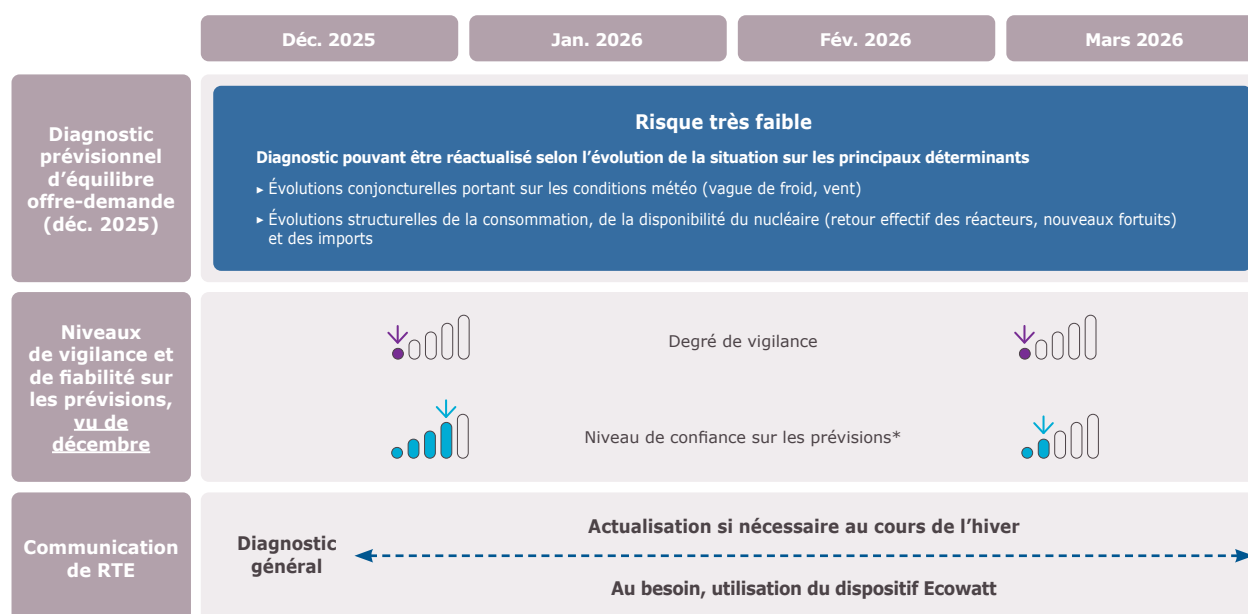 Déc. 2025
Jan. 2026
Fév. 2026
Mars 2026
Diagnostic
prévisionnel
d’équilibre
offre-demande
(déc. 2025)
Risque très faible
Diagnostic pouvant être réactualisé selon l’évolution de la situation sur les principaux déterminants
▸ Évolutions conjoncturelles portant sur les conditions météo (vague de froid, vent)
▸ Évolutions structurelles de la consommation, de la disponibilité du nucléaire (retour effectif des réacteurs, nouveaux fortuits)
et des imports
Niveaux
de vigilance et
de fiabilité sur
les prévisions,
vu de
décembre
Degré de vigilance
Niveau de confiance sur les prévisions*
Communication
de RTE
Diagnostic
général
Actualisation si nécessaire au cours de l’hiver
Au besoin, utilisation du dispositif Ecowatt